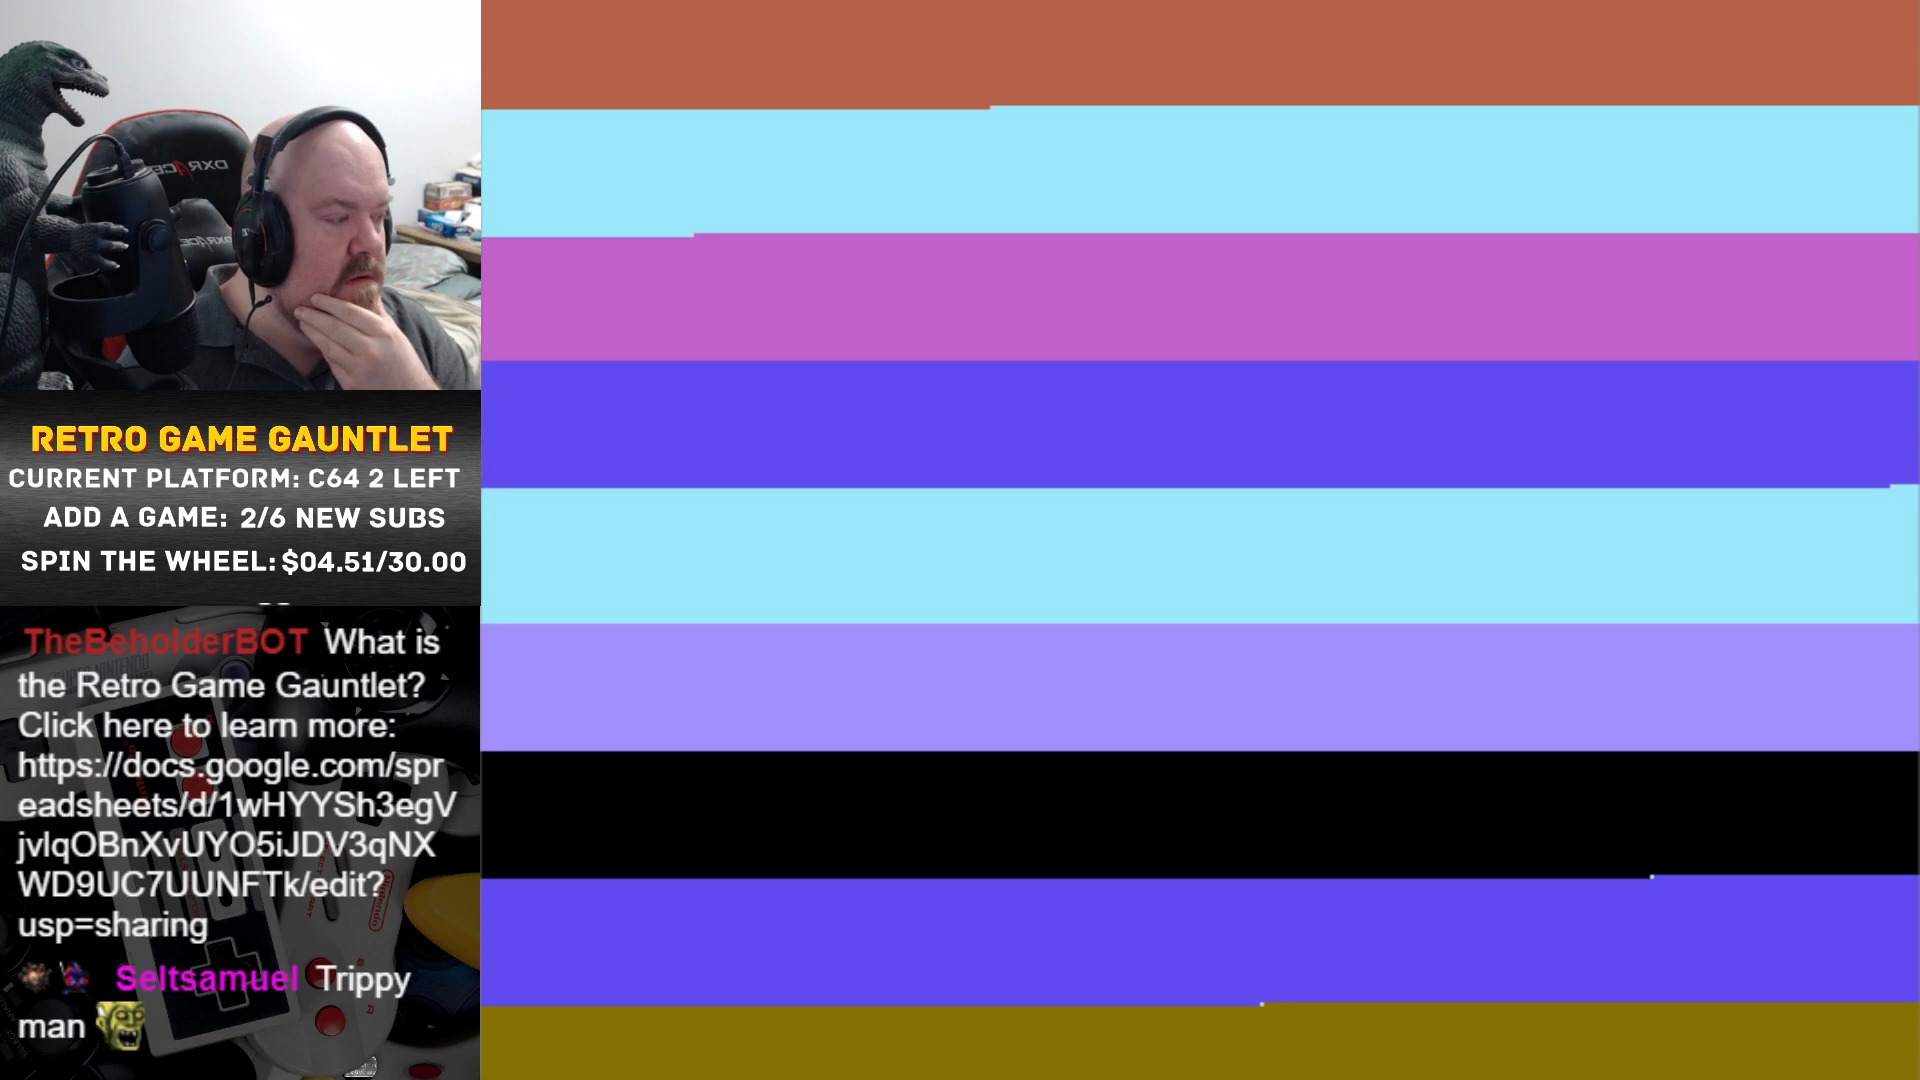 RETRO GAME GAUNTLET
CURRENT PLATFORM: C64 2 LEFT
ADD A GAME: 2/6 NEW SUBS
SPIN THE WHEEL: $04.51/30.00
TheBeholderBOT What is
the Retro Game Gauntlet?
Click here to learn more:
https://docs.google.com/spr
eadsheets/d/1wHYYSh3egV
jvlqOBnXvUYO5iJDV3qNX
WD9UC7UUNFTk/edit?
usp=sharing
Seltsamuel Trippy
man